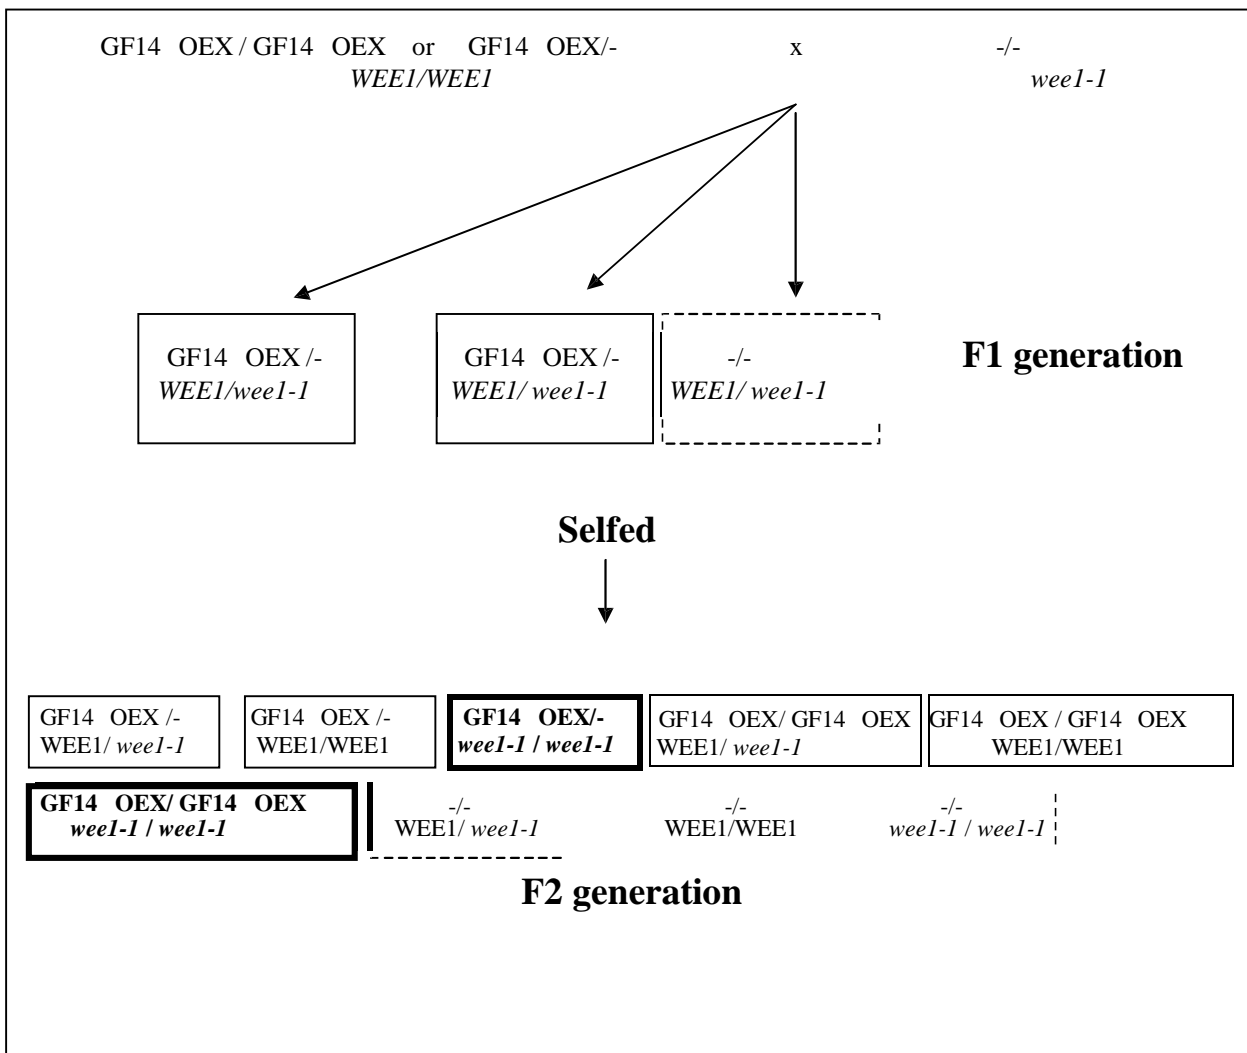 GF14 OEX / GF14 OEX or GF14 OEX/- x -/-
WEE1/WEE1 wee1-1
GF14 OEX /- GF14 OEX /- -/-
WEE1/wee1-1 WEE1/ wee1-1 WEE1/ wee1-1
F1 generation
Selfed
GF14 OEX /- GF14 OEX /- GF14 OEX/- GF14 OEX/ GF14 OEX GF14 OEX / GF14 OEX
WEE1/ wee1-1 WEE1/WEE1 wee1-1 / wee1-1 WEE1/ wee1-1 WEE1/WEE1
GF14 OEX/ GF14 OEX -/- -/- -/-
wee1-1 / wee1-1 WEE1/ wee1-1 WEE1/WEE1 wee1-1 / wee1-1
F2 generation